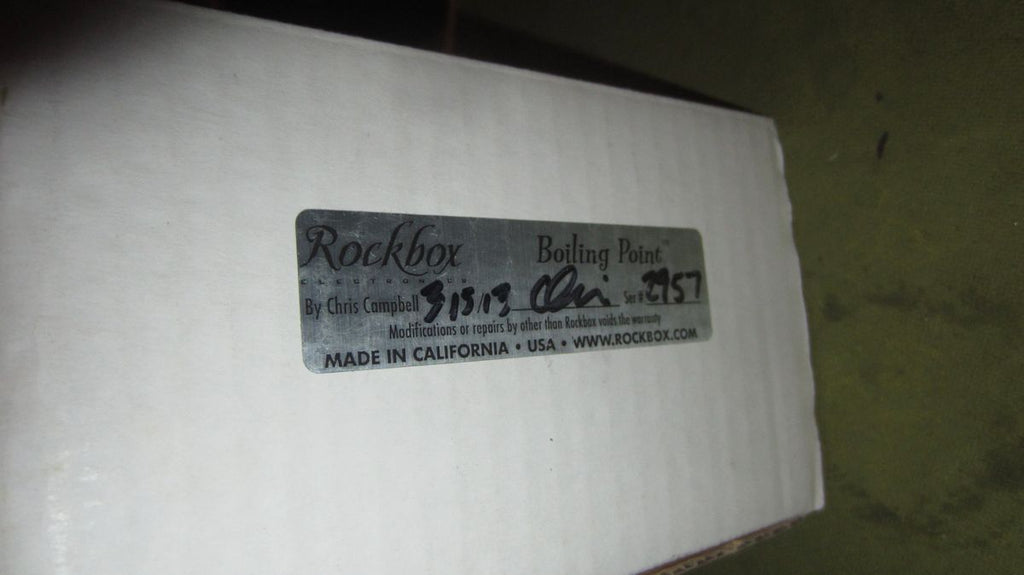 Rockbox Boiling Point™
ELECTRONICS
By Chris Campbell 3/15/13 Chris Ser # 2957
Modifications or repairs by other than Rockbox voids the warranty
MADE IN CALIFORNIA • USA • WWW.ROCKBOX.COM